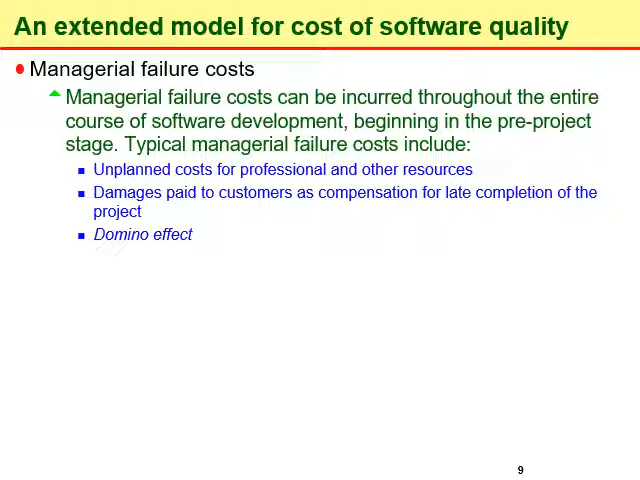 An extended model for cost of software quality
Managerial failure costs
Managerial failure costs can be incurred throughout the entire
course of software development, beginning in the pre-project
stage. Typical managerial failure costs include:
Unplanned costs for professional and other resources
Damages paid to customers as compensation for late completion of the
project
Domino effect
9